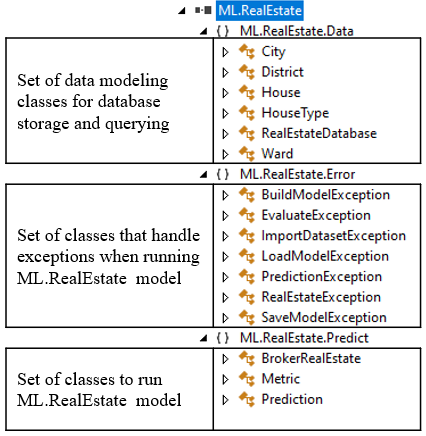 ML.RealEstate
{ } ML.RealEstate.Data
Set of data modeling
classes for database
storage and querying
City
District
House
HouseType
RealEstateDatabase
Ward
{ } ML.RealEstate.Error
Set of classes that handle
exceptions when running
ML.RealEstate model
BuildModelException
EvaluateException
ImportDatasetException
LoadModelException
PredictionException
RealEstateException
SaveModelException
{ } ML.RealEstate.Predict
Set of classes to run
ML.RealEstate model
BrokerRealEstate
Metric
Prediction